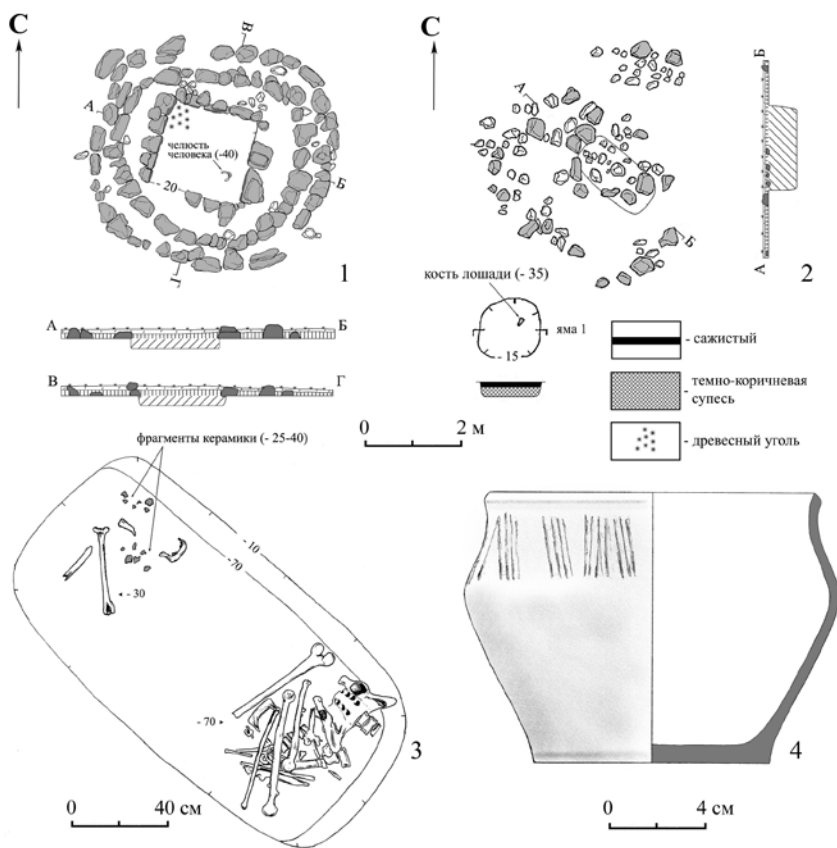 С
В
А
челюсть
человека (-40)
20
Б
Г
1
А
Б
В
Г
С
А
Б
2
Б
А
кость лошади (- 35)
яма 1
- 15
- сажистый
- темно-коричневая
супесь
- древесный уголь
0 2 м
фрагменты керамики (- 25-40)
-10
-70
- 30
- 70
3
0 40 см
4
0 4 см